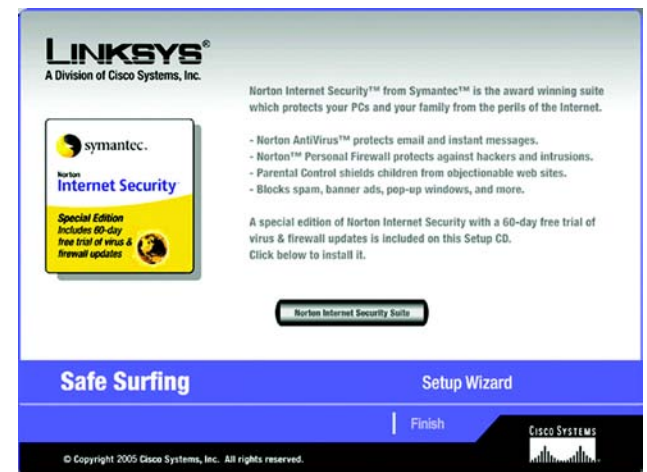 LINKSYS®
A Division of Cisco Systems, Inc.
symantec.
Norton
Internet Security
Special Edition
Includes 60-day
free trial of virus &
firewall updates
Norton Internet Security™ from Symantec™ is the award winning suite
which protects your PCs and your family from the perils of the Internet.
- Norton AntiVirus™ protects email and instant messages.
- Norton™ Personal Firewall protects against hackers and intrusions.
- Parental Control shields children from objectionable web sites.
- Blocks spam, banner ads, pop-up windows, and more.
A special edition of Norton Internet Security with a 60-day free trial of
virus & firewall updates is included on this Setup CD.
Click below to install it.
Norton Internet Security Suite
Safe Surfing
Setup Wizard
Finish
CISCO SYSTEMS
© Copyright 2005 Cisco Systems, Inc. All rights reserved.